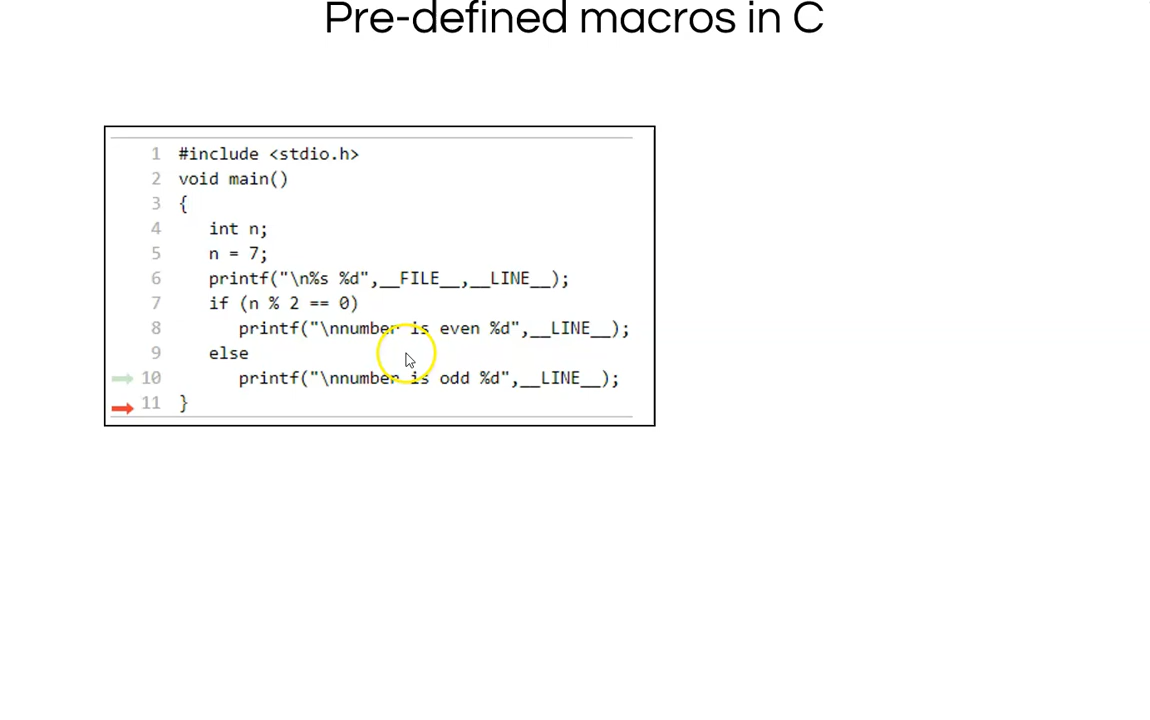 Pre-defined macros in C
1 #include <stdio.h>
2 void main()
3 {
4 int n;
5 n = 7;
6 printf("\n%s %d",__FILE__,__LINE__);
7 if (n % 2 == 0)
8 printf("\nnumber is even %d",__LINE__);
9 else
10 printf("\nnumber is odd %d",__LINE__);
11 }